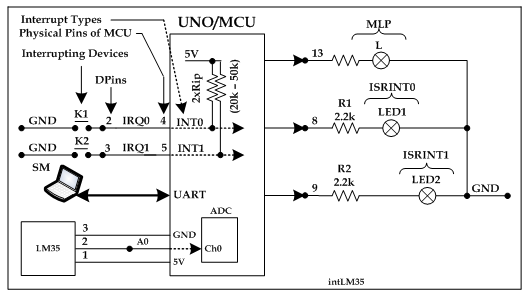 Interrupt Types
UNO/MCU
Physical Pins of MCU
Interrupting Devices
5V
13
MLP
L
DPins
2xRip
(20k – 50k)
K1
GND
2
IRQ0
4
INT0
8
R1
2.2k
ISRINT0
LED1
K2
GND
3
IRQ1
5
INT1
SM
UART
9
R2
2.2k
ISRINT1
LED2
GND
LM35
3
2
1
A0
GND
5V
ADC
Ch0
intLM35